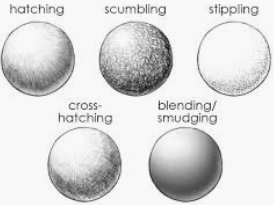 hatching
scumbling
stippling
cross-
hatching
blending/
smudging